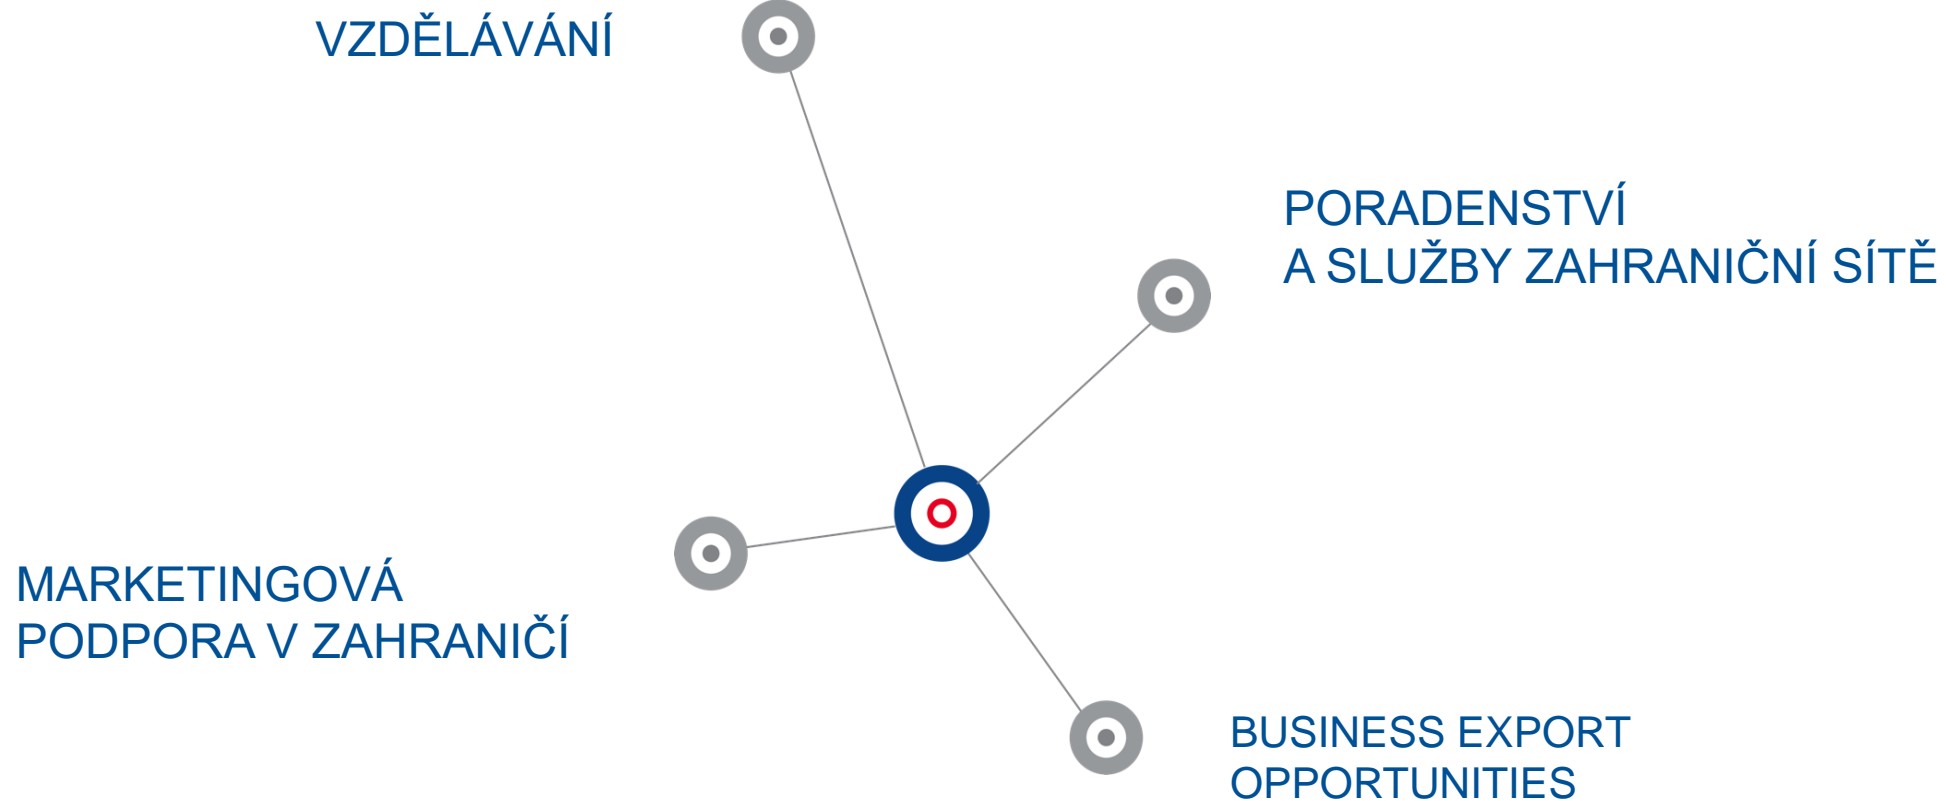 VZDĚLÁVÁNÍ
PORADENSTVÍ
A SLUŽBY ZAHRANIČNÍ SÍTĚ
MARKETINGOVÁ
PODPORA V ZAHRANIČÍ
BUSINESS EXPORT
OPPORTUNITIES